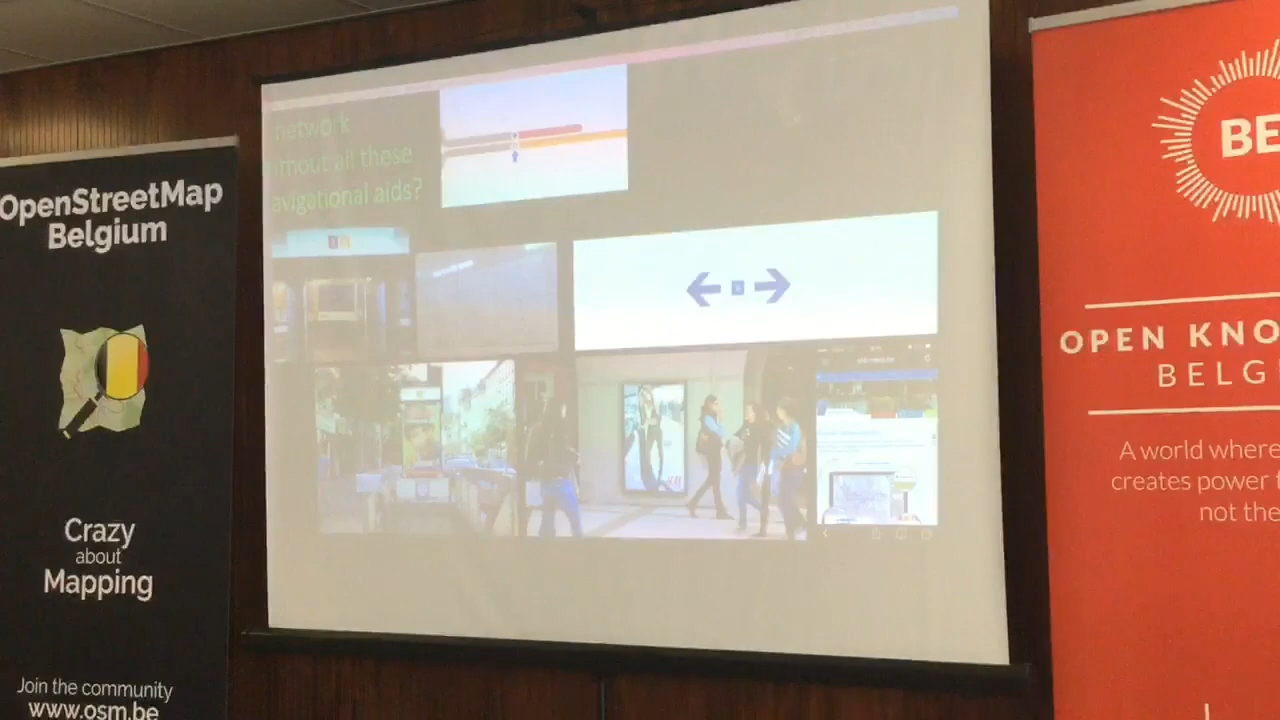 OpenStreetMap
Belgium
Crazy
about
Mapping
Join the community
www.osm.be
network
all these
avigational aids?
BE
OPEN KNO
BELGI
A world where
creates power
not the